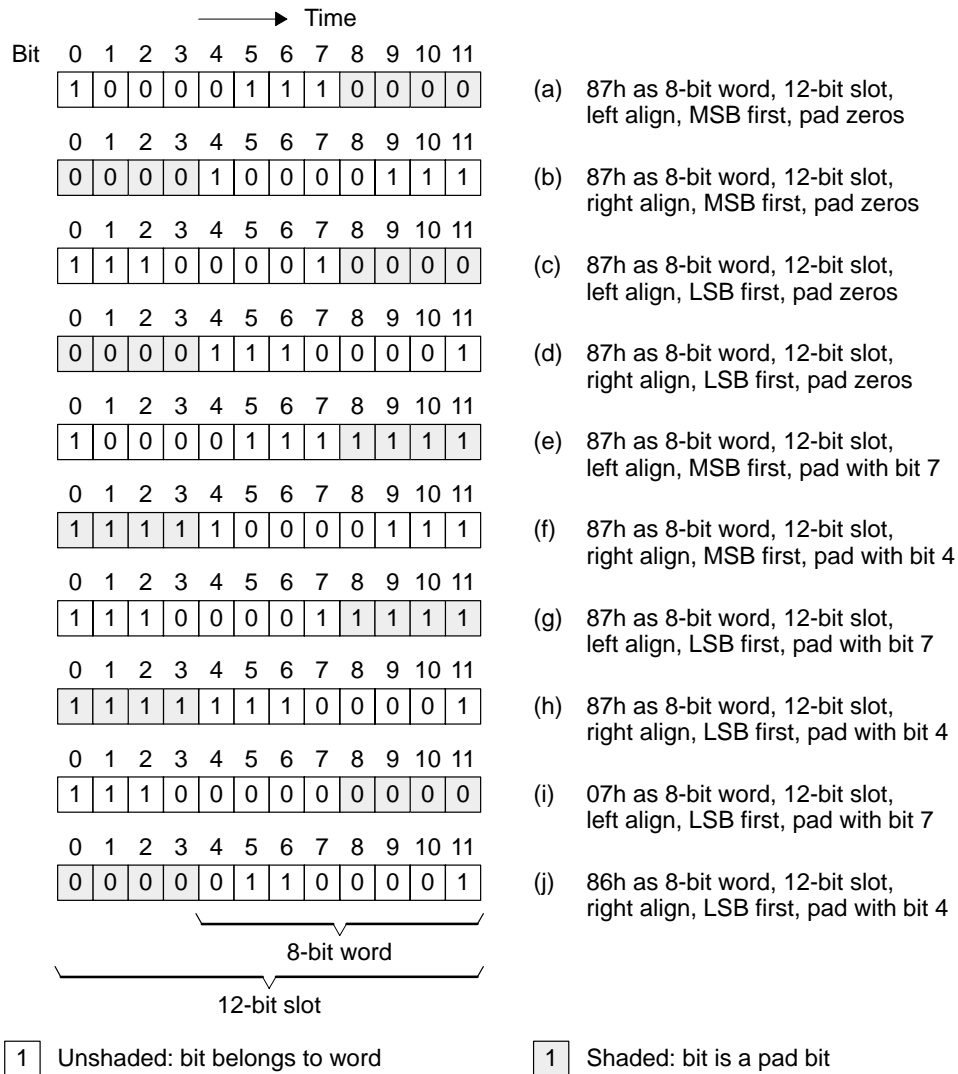 Time
Bit 0 1 2 3 4 5 6 7 8 9 10 11
1 0 0 0 0 1 1 1 0 0 0 0
(a) 87h as 8-bit word, 12-bit slot,
left align, MSB first, pad zeros
0 1 2 3 4 5 6 7 8 9 10 11
0 0 0 0 1 0 0 0 0 1 1 1
(b) 87h as 8-bit word, 12-bit slot,
right align, MSB first, pad zeros
0 1 2 3 4 5 6 7 8 9 10 11
1 1 1 0 0 0 0 1 0 0 0 0
(c) 87h as 8-bit word, 12-bit slot,
left align, LSB first, pad zeros
0 1 2 3 4 5 6 7 8 9 10 11
0 0 0 0 1 1 1 0 0 0 0 1
(d) 87h as 8-bit word, 12-bit slot,
right align, LSB first, pad zeros
0 1 2 3 4 5 6 7 8 9 10 11
1 0 0 0 0 1 1 1 1 1 1 1
(e) 87h as 8-bit word, 12-bit slot,
left align, MSB first, pad with bit 7
0 1 2 3 4 5 6 7 8 9 10 11
1 1 1 1 1 0 0 0 0 1 1 1
(f) 87h as 8-bit word, 12-bit slot,
right align, MSB first, pad with bit 4
0 1 2 3 4 5 6 7 8 9 10 11
1 1 1 0 0 0 0 1 1 1 1 1
(g) 87h as 8-bit word, 12-bit slot,
left align, LSB first, pad with bit 7
0 1 2 3 4 5 6 7 8 9 10 11
1 1 1 1 1 1 1 0 0 0 0 1
(h) 87h as 8-bit word, 12-bit slot,
right align, LSB first, pad with bit 4
0 1 2 3 4 5 6 7 8 9 10 11
1 1 1 0 0 0 0 0 0 0 0 0
(i) 07h as 8-bit word, 12-bit slot,
left align, LSB first, pad with bit 7
0 1 2 3 4 5 6 7 8 9 10 11
0 0 0 0 0 1 1 0 0 0 0 1
(j) 86h as 8-bit word, 12-bit slot,
right align, LSB first, pad with bit 4
8-bit word
12-bit slot
1 Unshaded: bit belongs to word
1 Shaded: bit is a pad bit